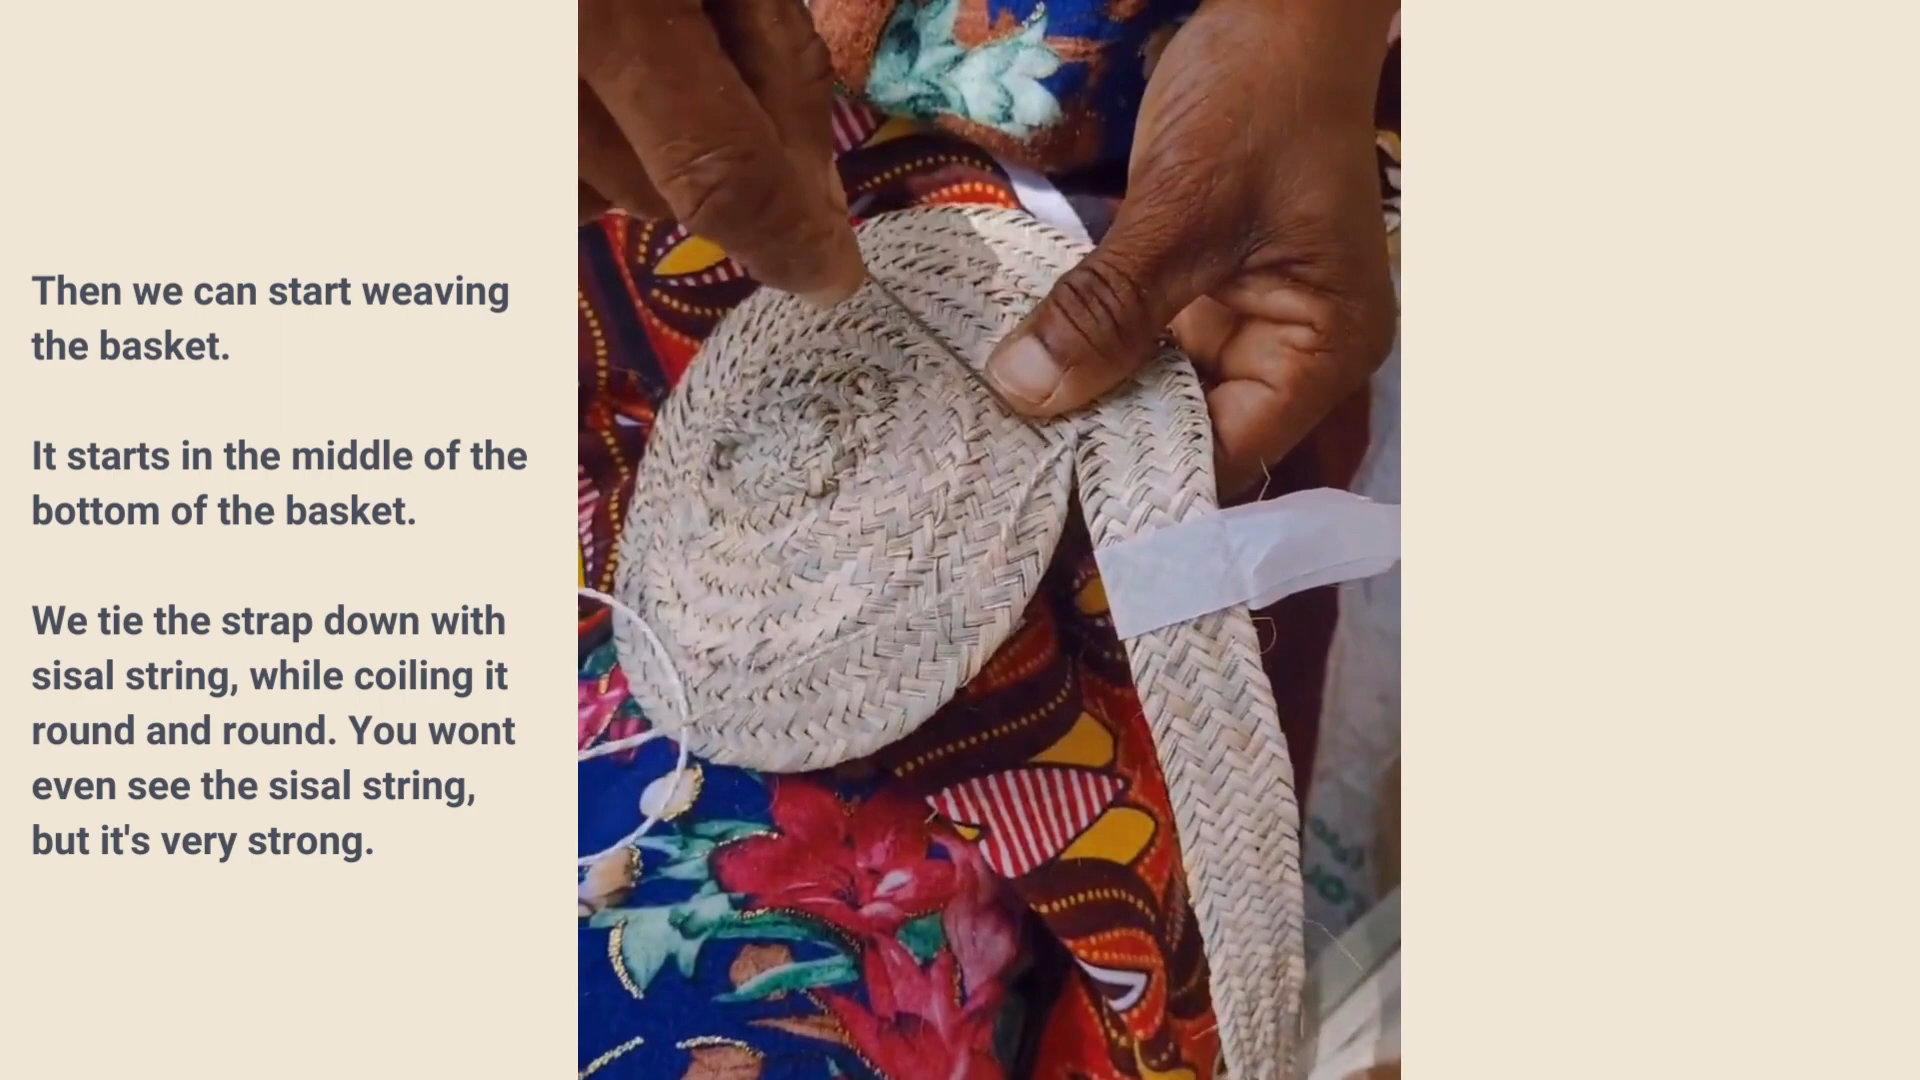 Then we can start weaving
the basket.
It starts in the middle of the
bottom of the basket.
We tie the strap down with
sisal string, while coiling it
round and round. You wont
even see the sisal string,
but it's very strong.